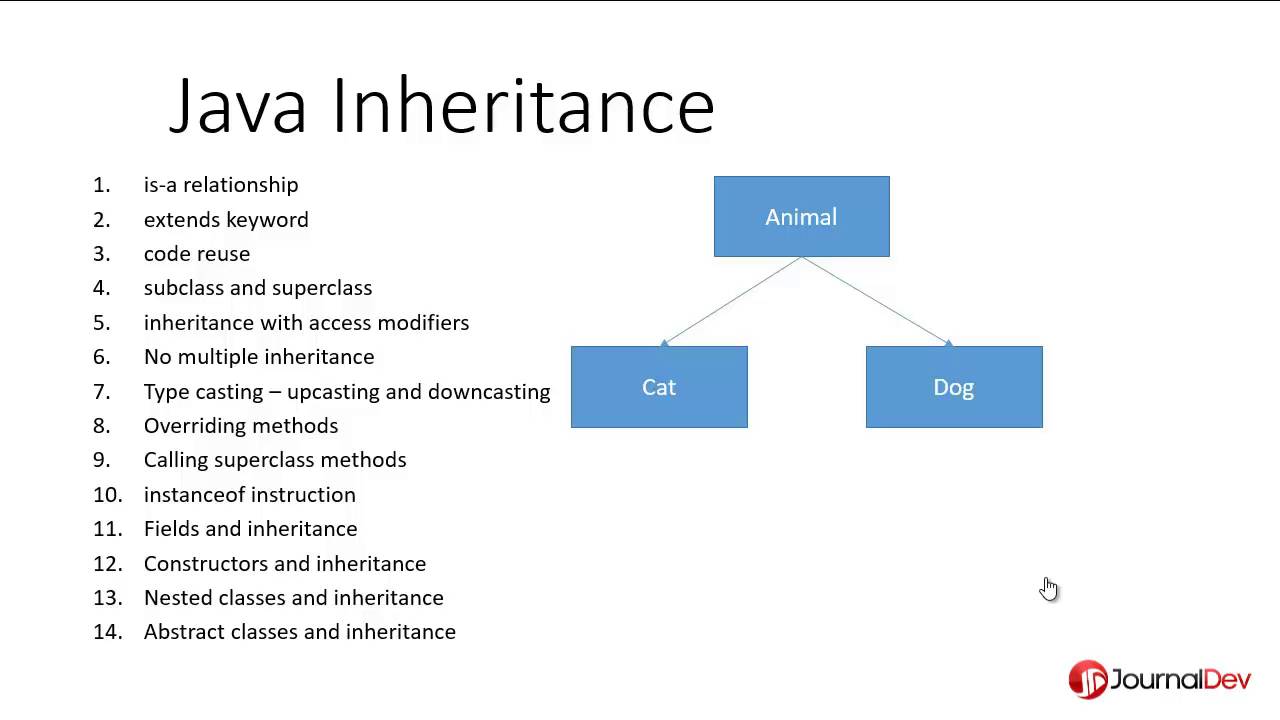 Java Inheritance
1. is-a relationship
2. extends keyword
3. code reuse
4. subclass and superclass
5. inheritance with access modifiers
6. No multiple inheritance
7. Type casting – upcasting and downcasting
8. Overriding methods
9. Calling superclass methods
10. instanceof instruction
11. Fields and inheritance
12. Constructors and inheritance
13. Nested classes and inheritance
14. Abstract classes and inheritance
Animal
Cat
Dog
JD JournalDev